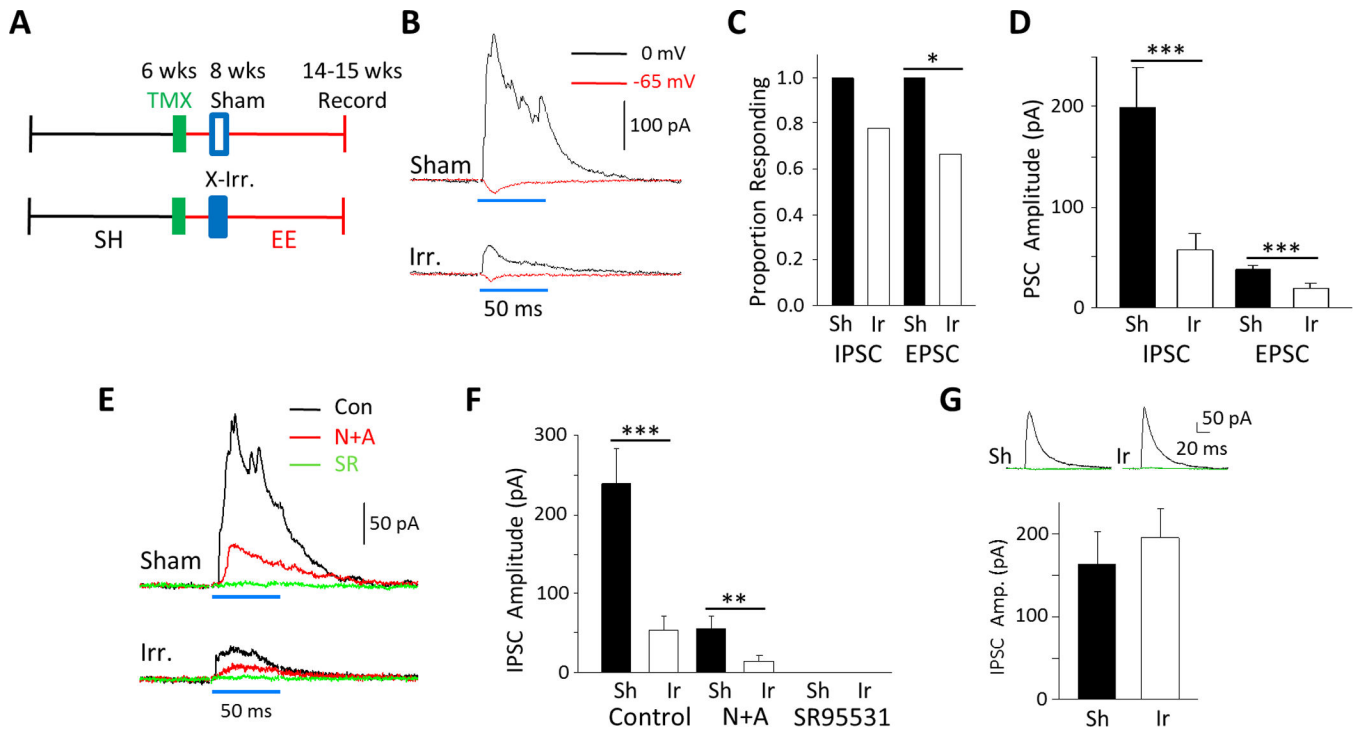 A
6 wks 8 wks 14-15 wks
TMX Sham Record
X-Irr.
SH EE
B
0 mV
-65 mV
100 pA
Sham
Irr.
50 ms
C
Proportion Responding
1.0
0.8
0.6
0.4
0.2
0.0
*
Sh Ir Sh Ir
IPSC EPSC
D
PSC Amplitude (pA)
200
100
0
***
***
Sh Ir Sh Ir
IPSC EPSC
E
Con
N+A
SR
50 pA
Sham
Irr.
50 ms
F
IPSC Amplitude (pA)
300
200
100
0
***
**
Sh Ir Sh Ir Sh Ir
Control N+A SR95531
G
50 pA
20 ms
Sh Ir
IPSC Amp. (pA)
200
100
0
Sh Ir